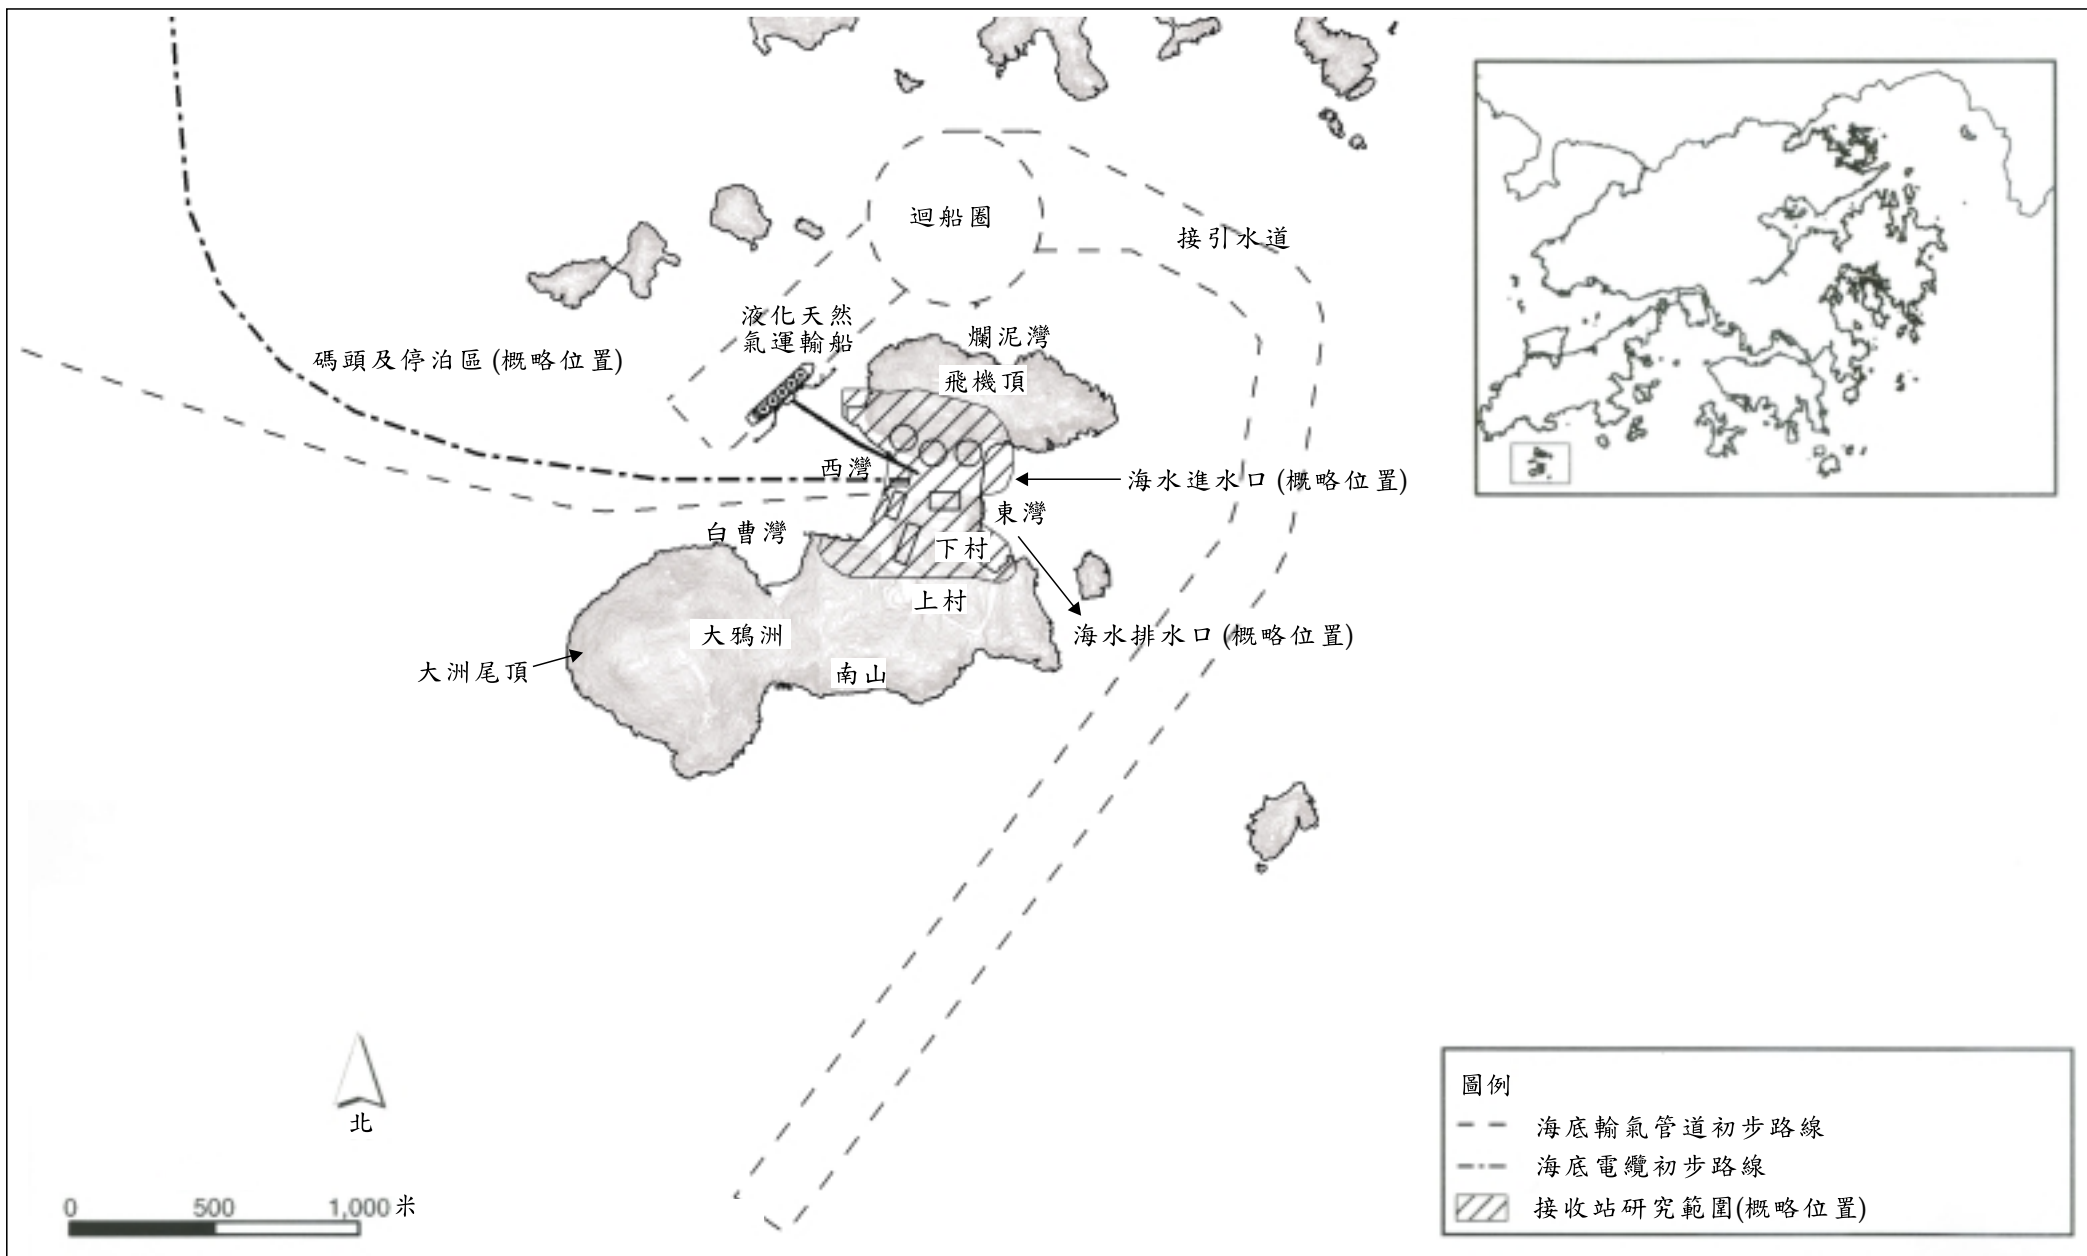 迴船圈
接引水道
液化天然
氣運輸船
爛泥灣
碼頭及停泊區 (概略位置)
飛機頂
西灣
海水進水口 (概略位置)
東灣
白曹灣
下村
上村
大鴉洲
海水排水口 (概略位置)
大洲尾頂
南山
北
0 500 1,000 米
圖例
海底輸氣管道初步路線
海底電纜初步路線
接收站研究範圍(概略位置)